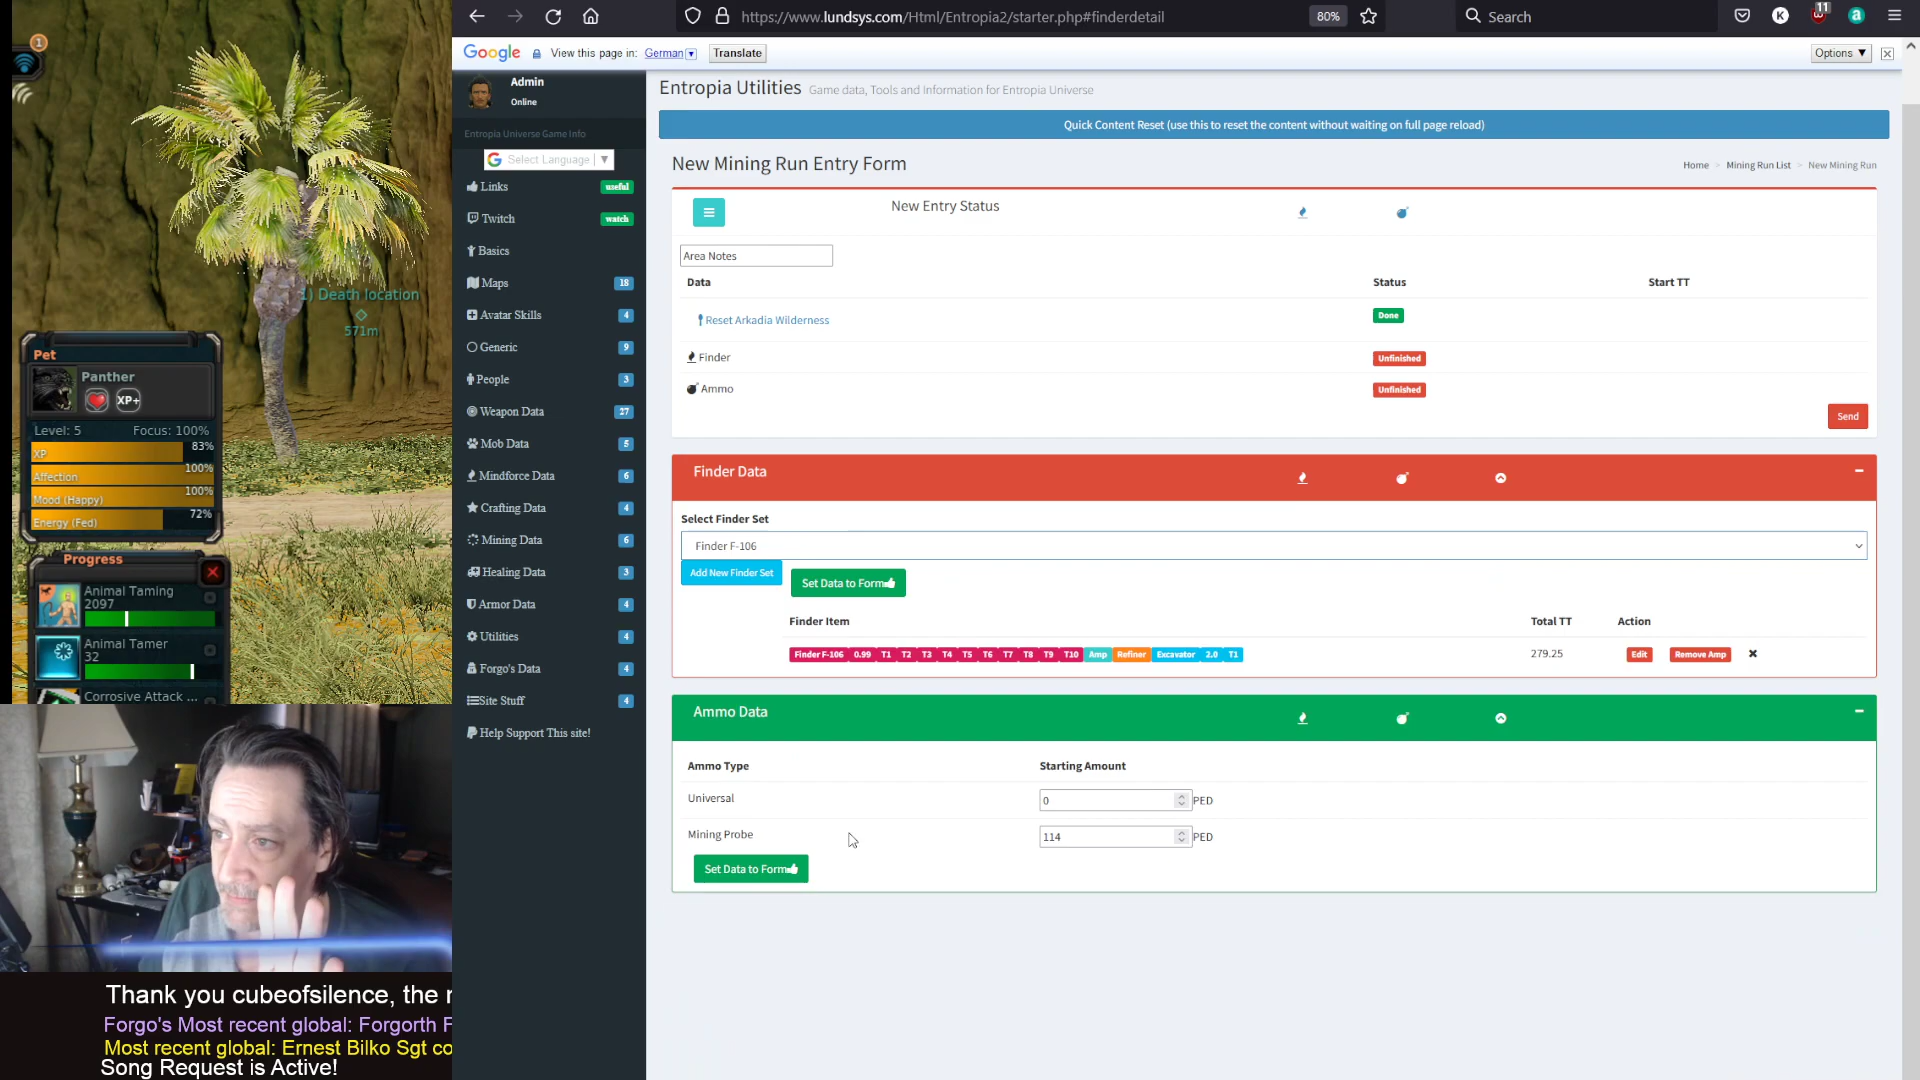 1
1) Death location
571m
Pet
Panther
XP+
Level: 5 Focus: 100%
XP 83%
Affection 100%
Mood (Happy) 100%
Energy (Fed) 72%
Progress
Animal Taming
2097
Animal Tamer
32
Corrosive Attack ...
Thank you cubeofsilence, the r
Forgo's Most recent global: Forgorth F
Most recent global: Ernest Bilko Sgt co
Song Request is Active!
https://www.lundsys.com/Html/Entropia2/starter.php#finderdetail
80%
Search
11
Google View this page in: German Translate
Options ▼
Admin
Online
Entropia Universe Game Info
Select Language ▼
Links useful
Twitch watch
Basics
Maps 18
Avatar Skills 4
Generic 9
People 3
Weapon Data 27
Mob Data 5
Mindforce Data 6
Crafting Data 4
Mining Data 6
Healing Data 3
Armor Data 4
Utilities 4
Forgo's Data 4
Site Stuff 4
Help Support This site!
Entropia Utilities Game data, Tools and Information for Entropia Universe
Quick Content Reset (use this to reset the content without waiting on full page reload)
New Mining Run Entry Form
Home > Mining Run List > New Mining Run
New Entry Status
Area Notes
Data Status Start TT
Reset Arkadia Wilderness Done
Finder Unfinished
Ammo Unfinished
Send
Finder Data
Select Finder Set
Finder F-106
Add New Finder Set Set Data to Form
Finder Item Total TT Action
Finder F-106 0.99 T1 T2 T3 T4 T5 T6 T7 T8 T9 T10 Amp Refiner Excavator 2.0 T1 279.25 Edit Remove Amp
Ammo Data
Ammo Type Starting Amount
Universal 0 PED
Mining Probe 114 PED
Set Data to Form